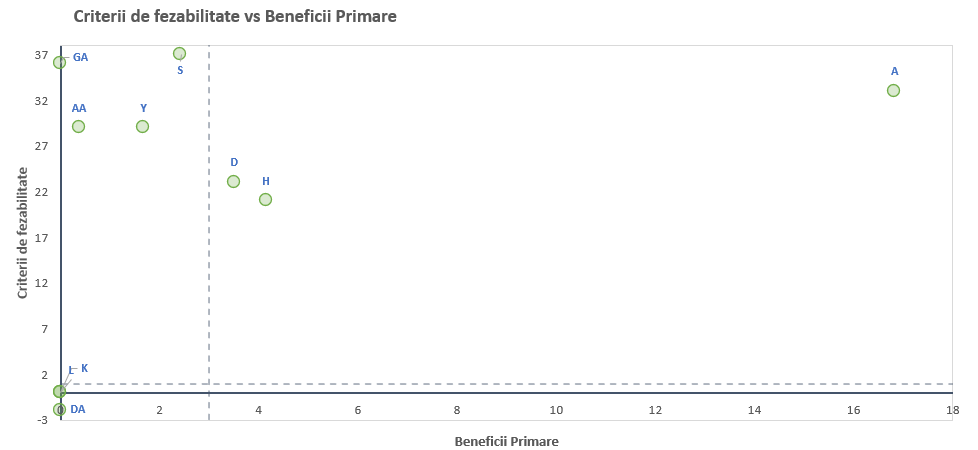 Criterii de fezabilitate vs Beneficii Primare
37
GA
S
A
32
AA
Y
27
D
H
22
17
12
7
2
L
K
DA
-3
0
2
4
6
8
10
12
14
16
18
Criterii de fezabilitate
Beneficii Primare